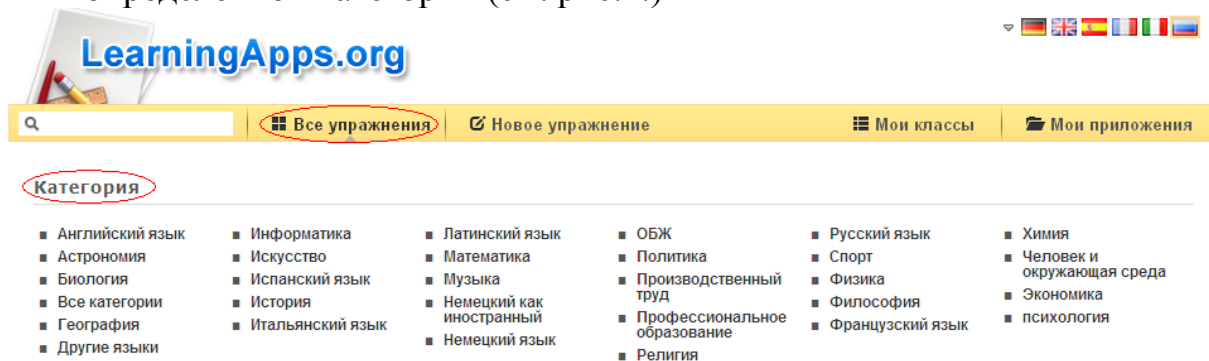 LearningApps.org
Все упражнения
Новое упражнение
Мои классы
Мои приложения
Категория
Английский язык
Астрономия
Биология
Все категории
География
Другие языки
Информатика
Искусство
Испанский язык
История
Итальянский язык
Латинский язык
Математика
Музыка
Немецкий как
иностранный
Немецкий язык
ОБЖ
Политика
Производственный
труд
Профессиональное
образование
Религия
Русский язык
Спорт
Физика
Философия
Французский язык
Химия
Человек и
окружающая среда
Экономика
психология